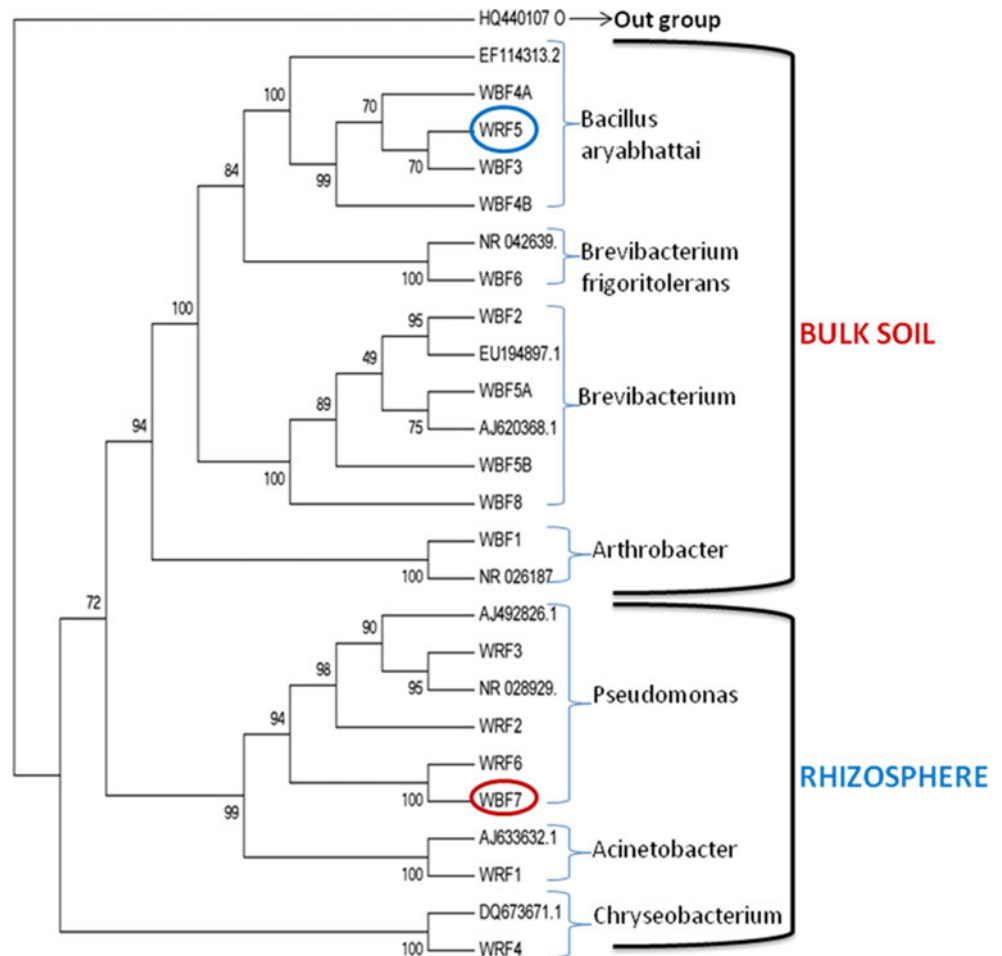 HQ440107 O
Out group
EF114313.2
100
WBF4A
70
WRF5
Bacillus
aryabhattai
WBF3
70
84
99
WBF4B
NR 042639.
Brevibacterium
frigoritolerans
WBF6
100
100
WBF2
95
BULK SOIL
EU194897.1
49
WBF5A
Brevibacterium
89
AJ620368.1
75
94
WBF5B
100
WBF8
WBF1
Arthrobacter
NR 026187
100
72
AJ492826.1
90
WRF3
98
NR 028929.
95
Pseudomonas
94
WRF2
WRF6
RHIZOSPHERE
WBF7
100
99
AJ633632.1
Acinetobacter
WRF1
100
DQ673671.1
Chryseobacterium
WRF4
100